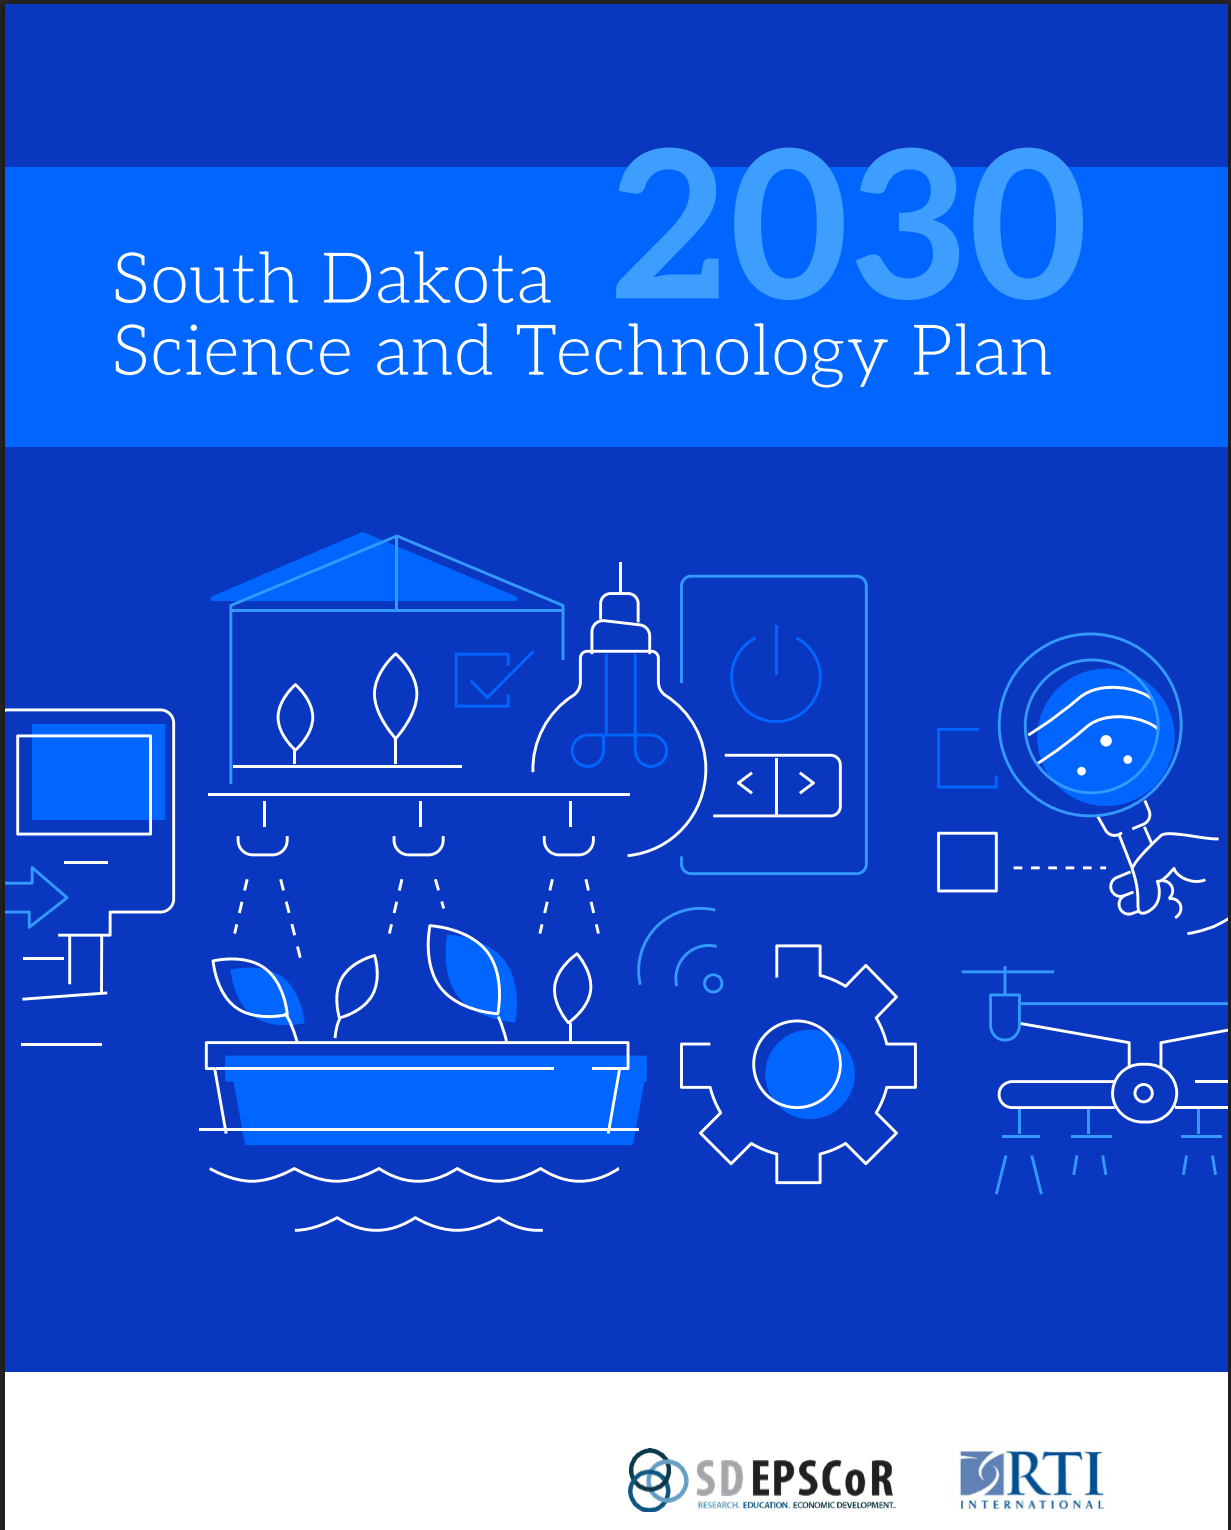 2030
South Dakota
Science and Technology Plan
SD EPSCoR
RESEARCH. EDUCATION. ECONOMIC DEVELOPMENT.
RTI
INTERNATIONAL